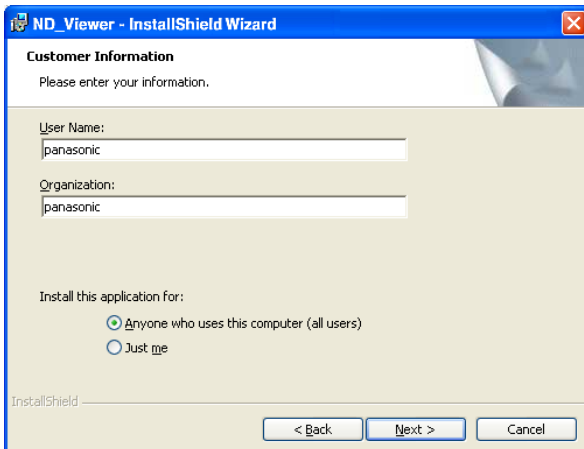 ND_Viewer - InstallShield Wizard
Customer Information
Please enter your information.
User Name:
panasonic
Organization:
panasonic
Install this application for:
Anyone who uses this computer (all users)
Just me
InstallShield
< Back Next > Cancel